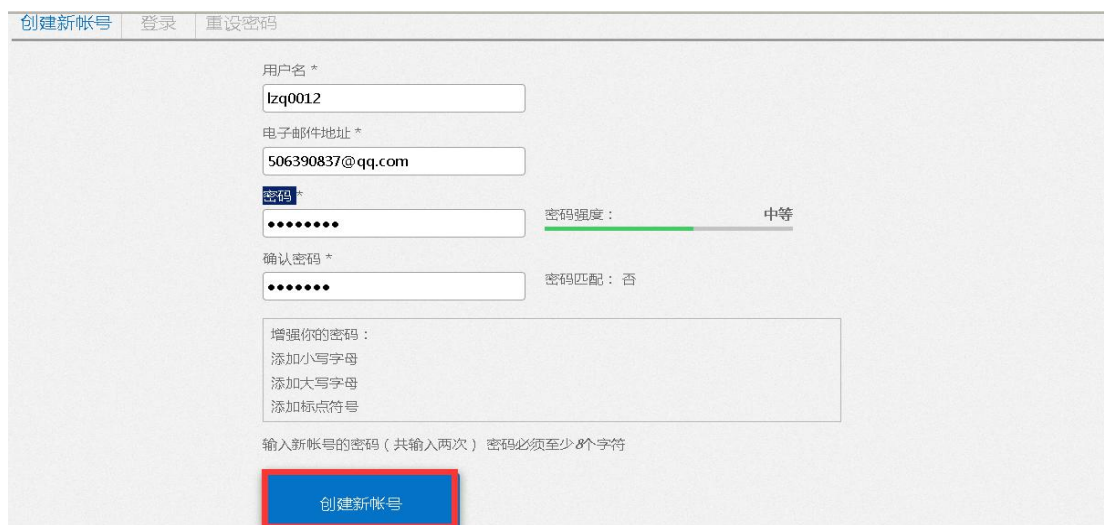 创建新帐号 登录 重设密码
用户名 *
lzq0012
电子邮件地址 *
506390837@qq.com
密码 *
●●●●●●●● 密码强度： 中等
确认密码 *
●●●●●●● 密码匹配： 否
增强你的密码：
添加小写字母
添加大写字母
添加标点符号
输入新帐号的密码（共输入两次） 密码必须至少8个字符
创建新帐号